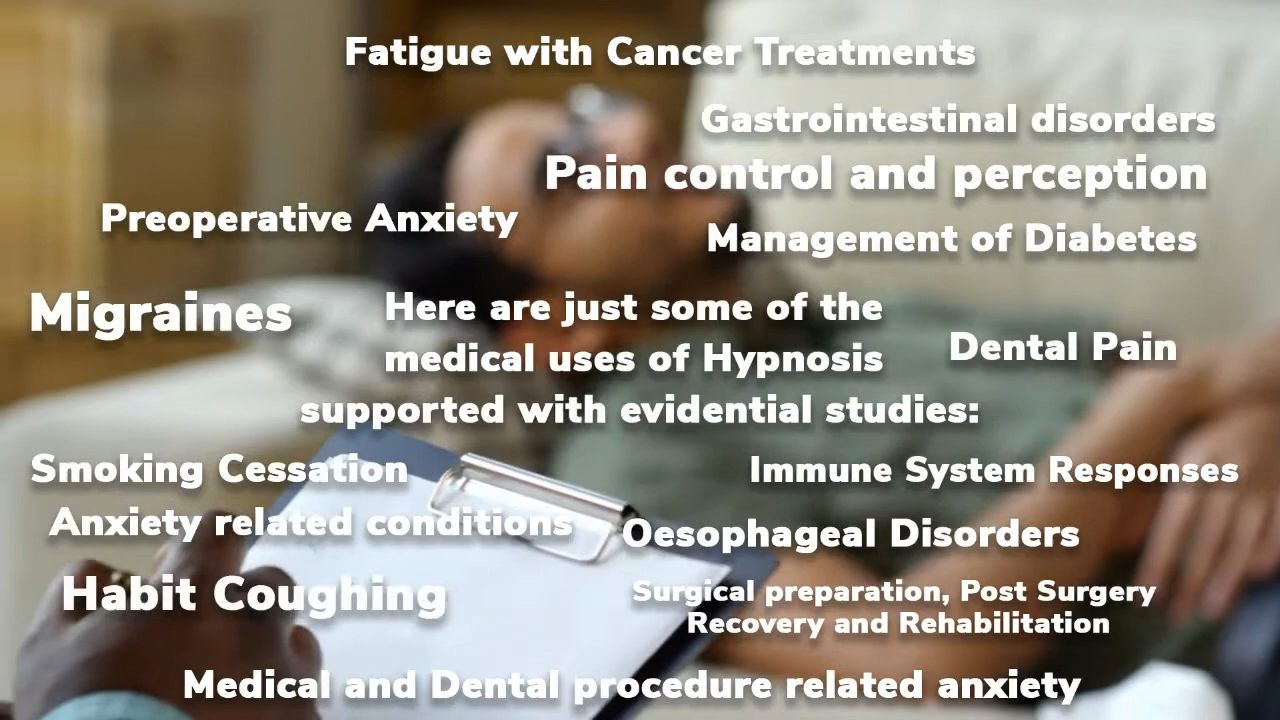 Fatigue with Cancer Treatments
Gastrointestinal disorders
Pain control and perception
Preoperative Anxiety
Management of Diabetes
Migraines
Here are just some of the
medical uses of Hypnosis
supported with evidential studies:
Dental Pain
Smoking Cessation
Immune System Responses
Anxiety related conditions
Oesophageal Disorders
Habit Coughing
Surgical preparation, Post Surgery
Recovery and Rehabilitation
Medical and Dental procedure related anxiety